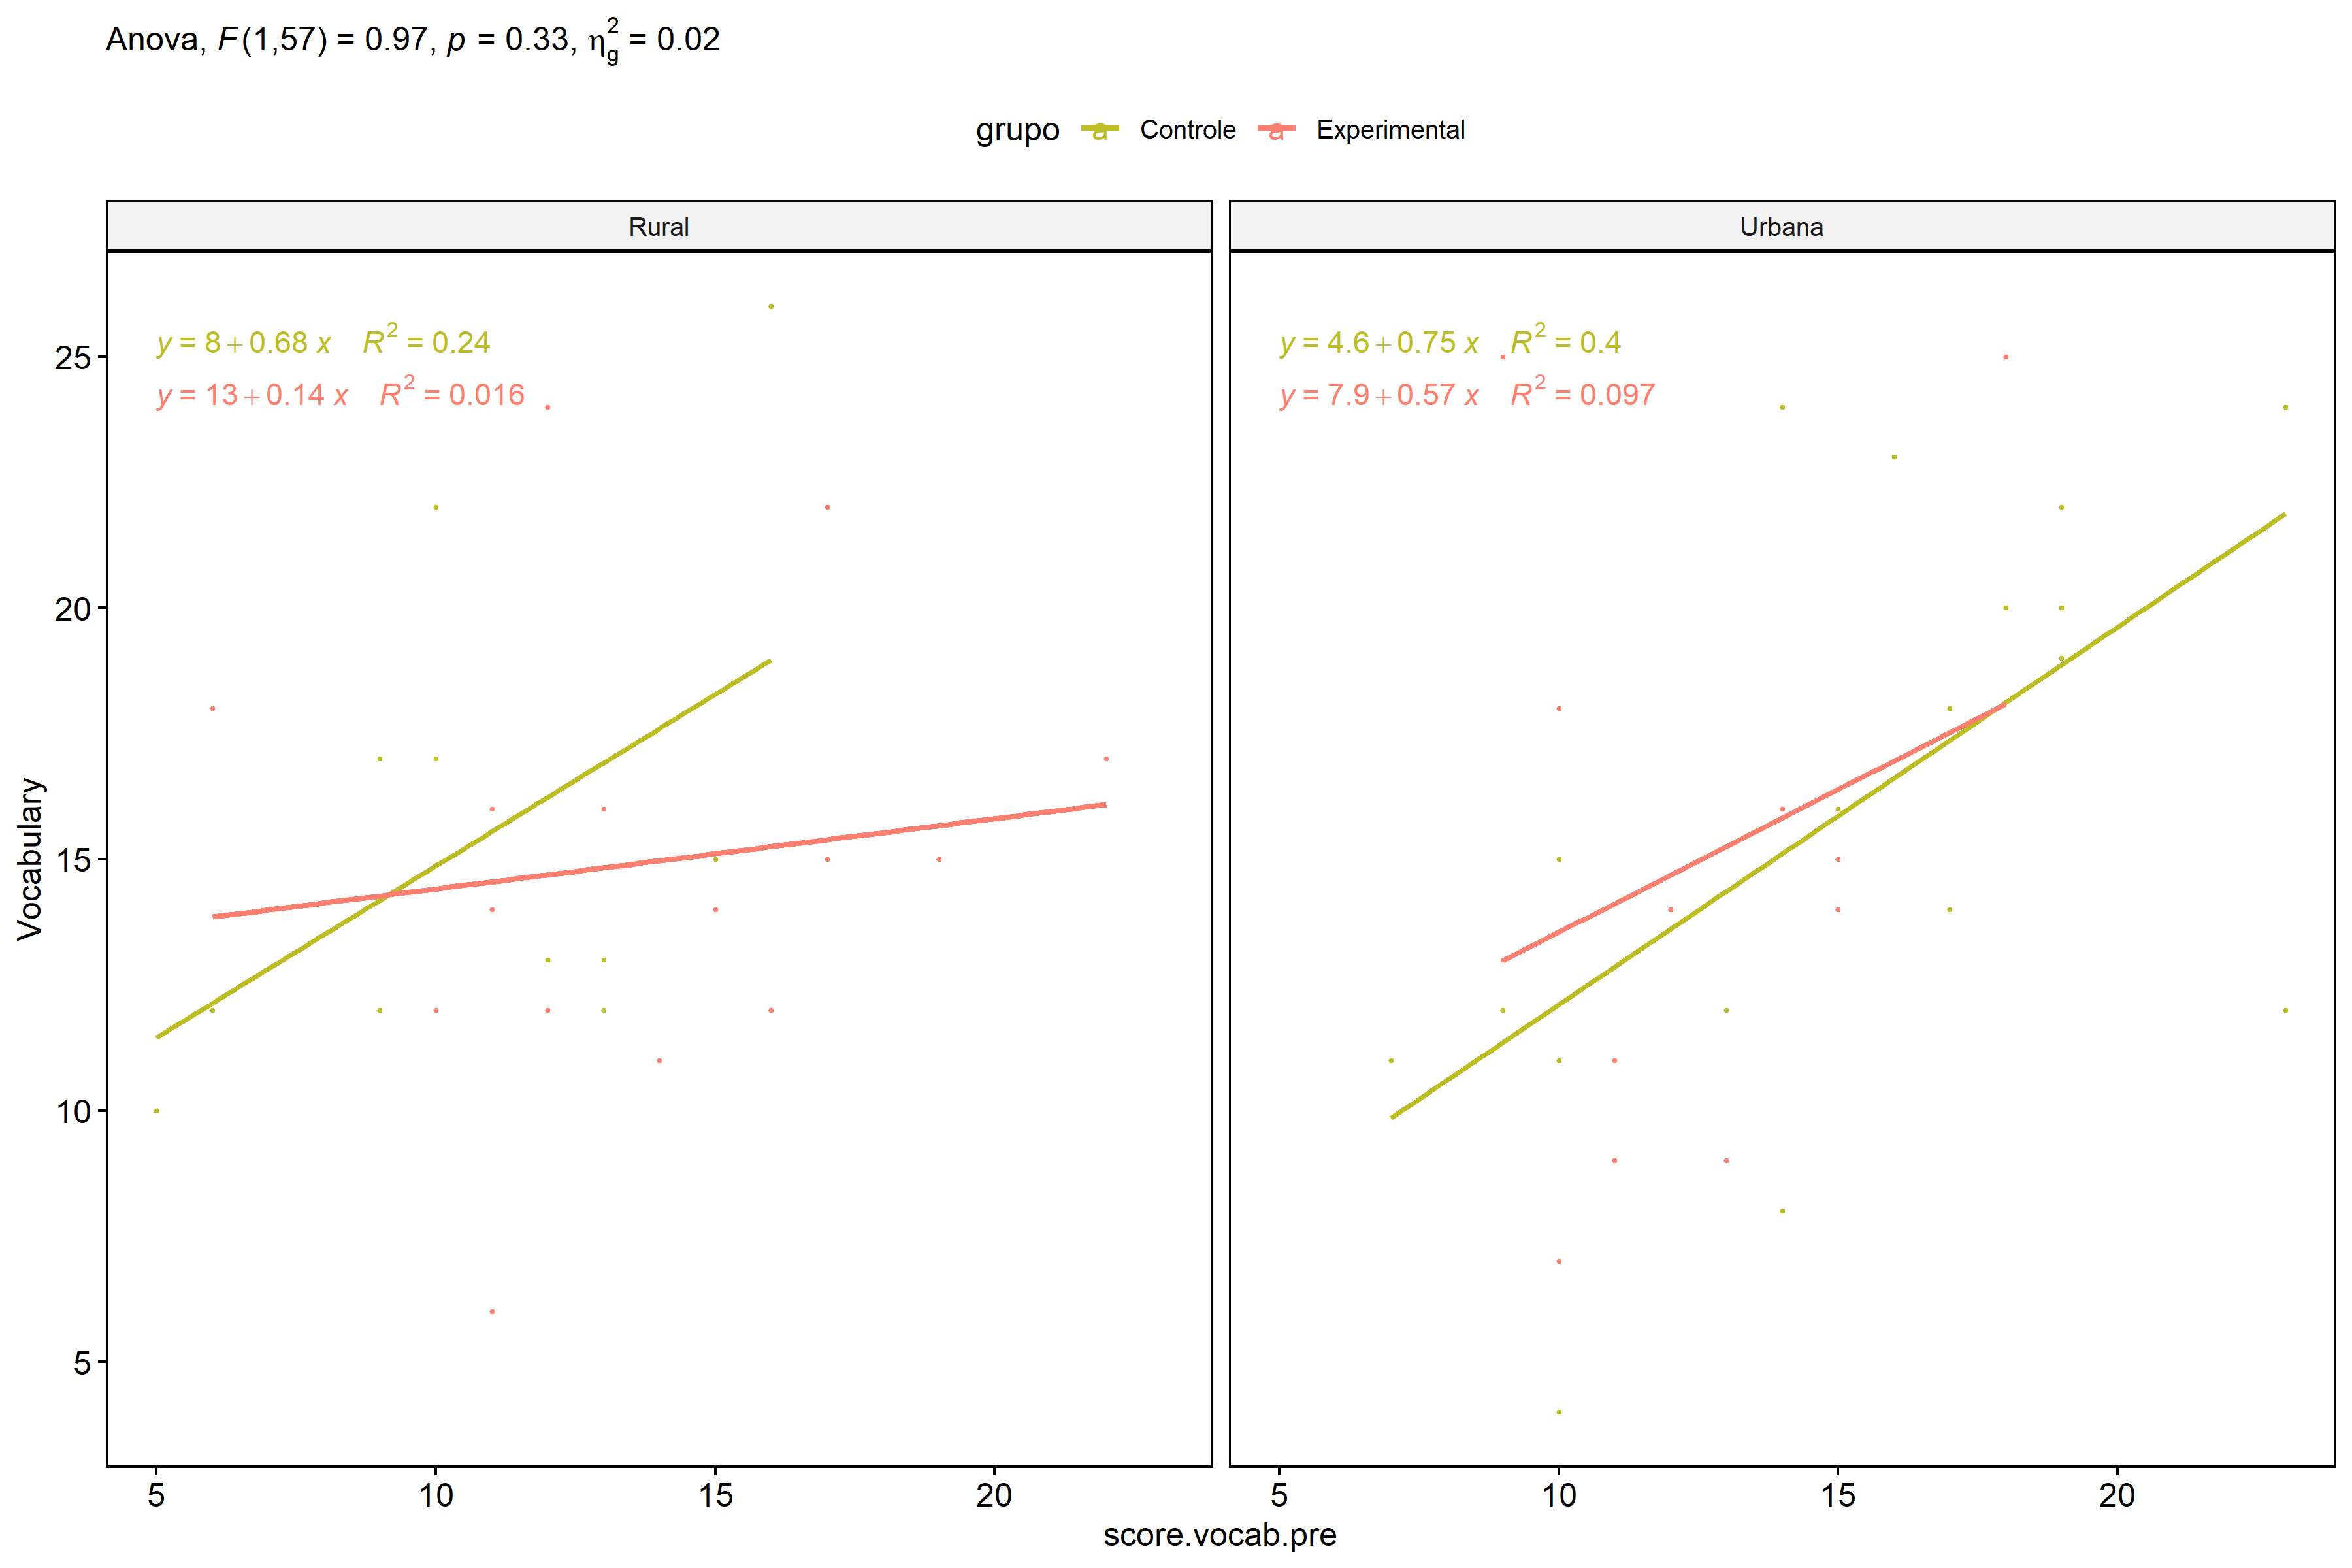 Anova, F(1,57) = 0.97, p = 0.33, η²g = 0.02
grupo a Controle a Experimental
Rural
Urbana
y = 8 + 0.68 x R² = 0.24
y = 13 + 0.14 x R² = 0.016
y = 4.6 + 0.75 x R² = 0.4
y = 7.9 + 0.57 x R² = 0.097
Vocabulary
25
20
15
10
5
5 10 15 20
5 10 15 20
score.vocab.pre